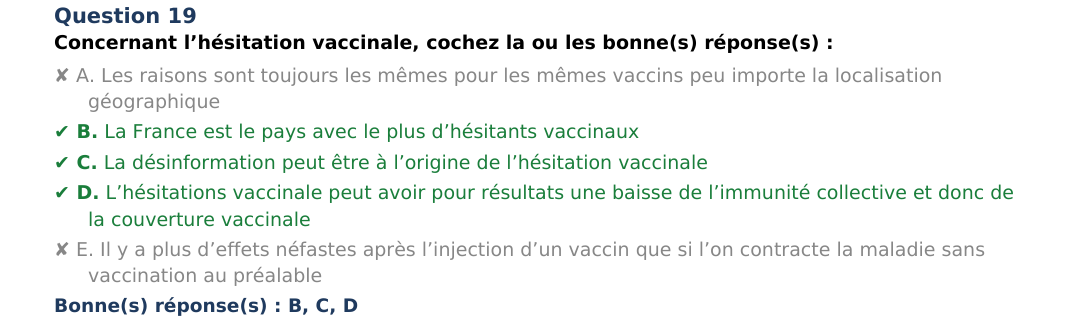 Question 19
Concernant l’hésitation vaccinale, cochez la ou les bonne(s) réponse(s) :
✘ A. Les raisons sont toujours les mêmes pour les mêmes vaccins peu importe la localisation
géographique
✔ B. La France est le pays avec le plus d’hésitants vaccinaux
✔ C. La désinformation peut être à l’origine de l’hésitation vaccinale
✔ D. L’hésitations vaccinale peut avoir pour résultats une baisse de l’immunité collective et donc de
la couverture vaccinale
✘ E. Il y a plus d’effets néfastes après l’injection d’un vaccin que si l’on contracte la maladie sans
vaccination au préalable
Bonne(s) réponse(s) : B, C, D